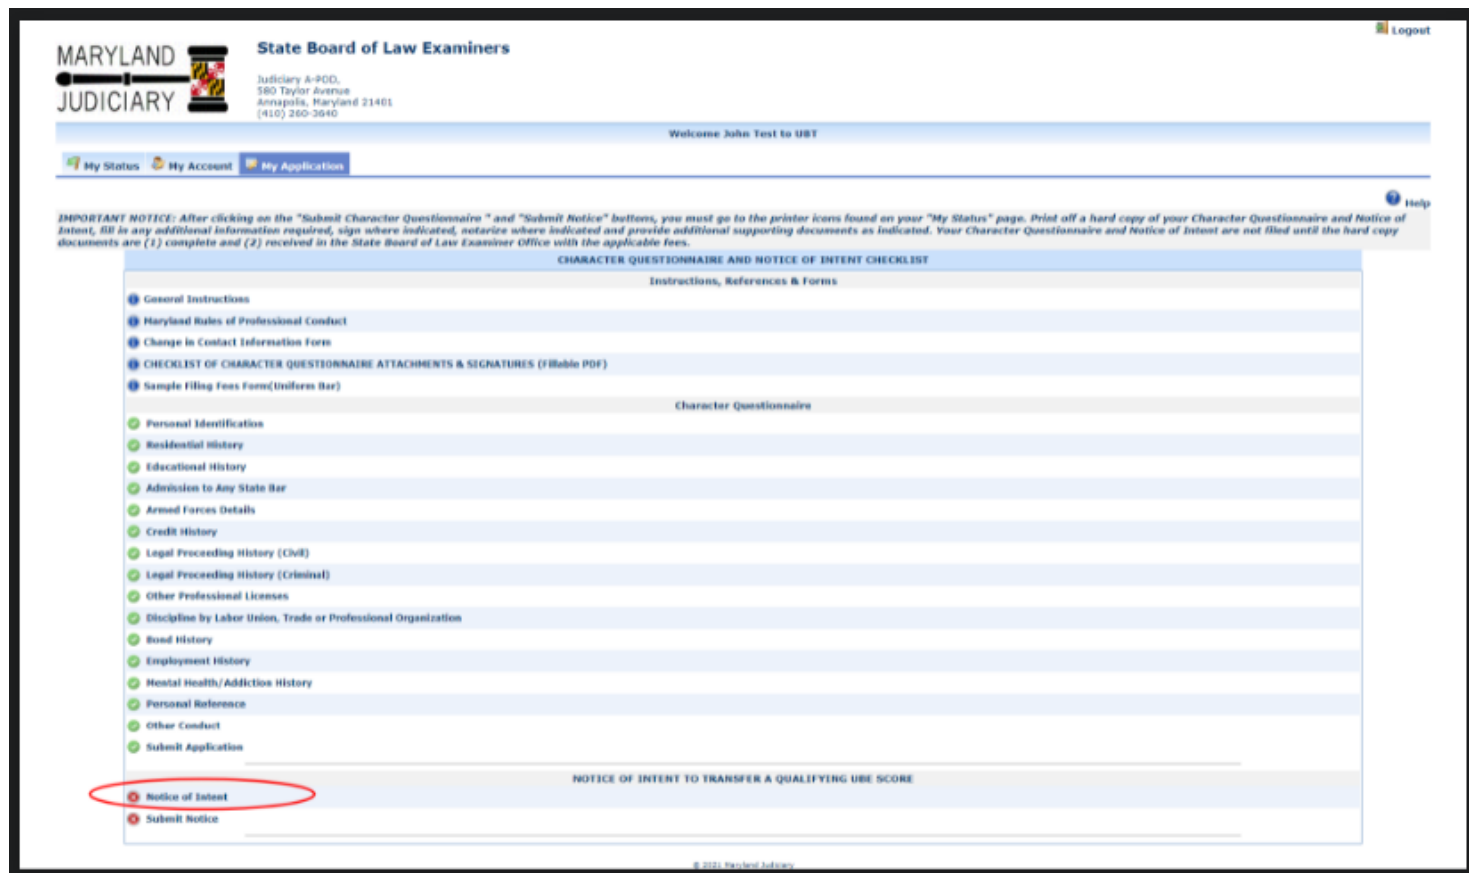 Logout
MARYLAND
JUDICIARY
State Board of Law Examiners
Judiciary A-POD,
580 Taylor Avenue
Annapolis, Maryland 21401
(410) 260-3640
Welcome John Test to UBT
My Status My Account My Application
Help
IMPORTANT NOTICE: After clicking on the "Submit Character Questionnaire " and "Submit Notice" buttons, you must go to the printer icons found on your "My Status" page. Print off a hard copy of your Character Questionnaire and Notice of
Intent, fill in any additional information required, sign where indicated, notarize where indicated and provide additional supporting documents as indicated. Your Character Questionnaire and Notice of Intent are not filed until the hard copy
documents are (1) complete and (2) received in the State Board of Law Examiner Office with the applicable fees.
CHARACTER QUESTIONNAIRE AND NOTICE OF INTENT CHECKLIST
Instructions, References & Forms
General Instructions
Maryland Rules of Professional Conduct
Change in Contact Information Form
CHECKLIST OF CHARACTER QUESTIONNAIRE ATTACHMENTS & SIGNATURES (Fillable PDF)
Sample Filing Fees Form(Uniform Bar)
Character Questionnaire
Personal Identification
Residential History
Educational History
Admission to Any State Bar
Armed Forces Details
Credit History
Legal Proceeding History (Civil)
Legal Proceeding History (Criminal)
Other Professional Licenses
Discipline by Labor Union, Trade or Professional Organization
Bond History
Employment History
Mental Health/Addiction History
Personal Reference
Other Conduct
Submit Application
NOTICE OF INTENT TO TRANSFER A QUALIFYING UBE SCORE
Notice of Intent
Submit Notice
© 2021 Maryland Judiciary